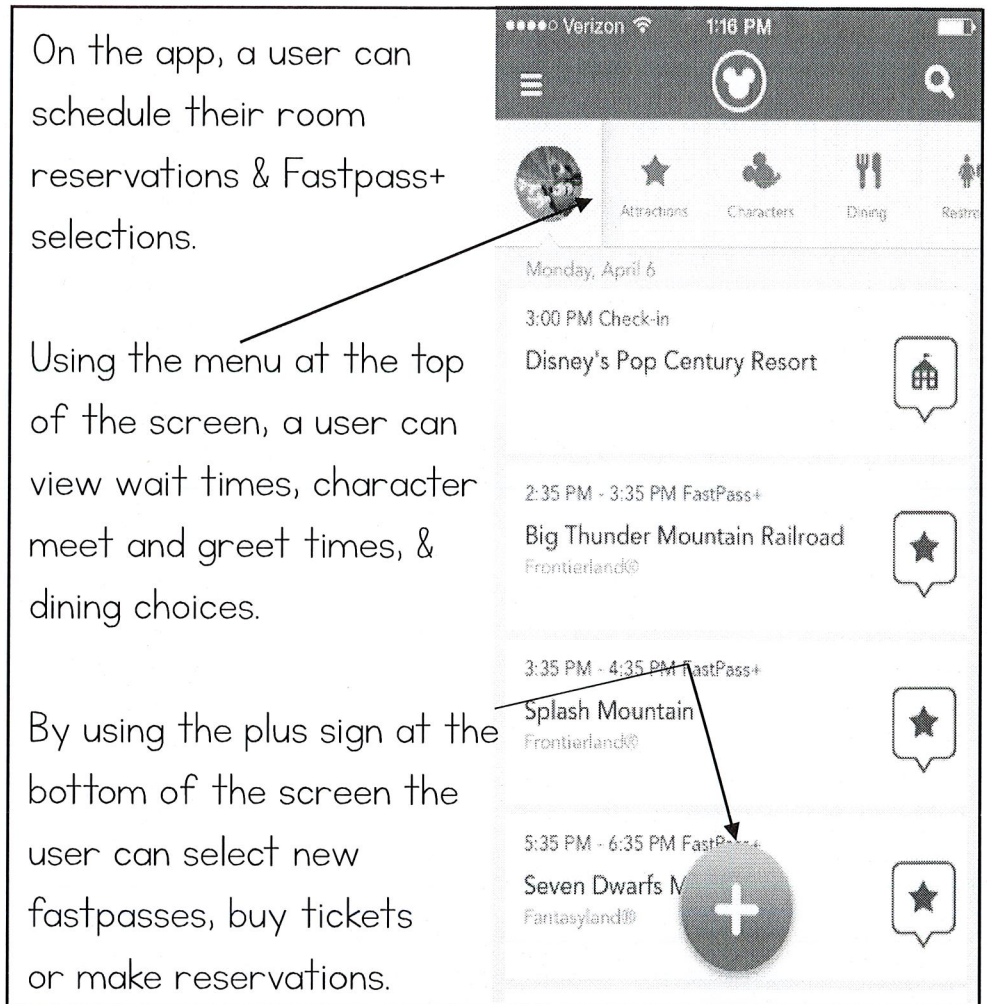 On the app, a user can
schedule their room
reservations & Fastpass+
selections.
Using the menu at the top
of the screen, a user can
view wait times, character
meet and greet times, &
dining choices.
By using the plus sign at the
bottom of the screen the
user can select new
fastpasses, buy tickets
or make reservations.
Verizon 1:16 PM
Attractions Characters Dining Restro
Monday, April 6
3:00 PM Check-in
Disney's Pop Century Resort
2:35 PM - 3:35 PM FastPass+
Big Thunder Mountain Railroad
Frontierland®
3:35 PM - 4:35 PM FastPass+
Splash Mountain
Frontierland®
5:35 PM - 6:35 PM FastPass+
Seven Dwarfs M
Fantasyland®